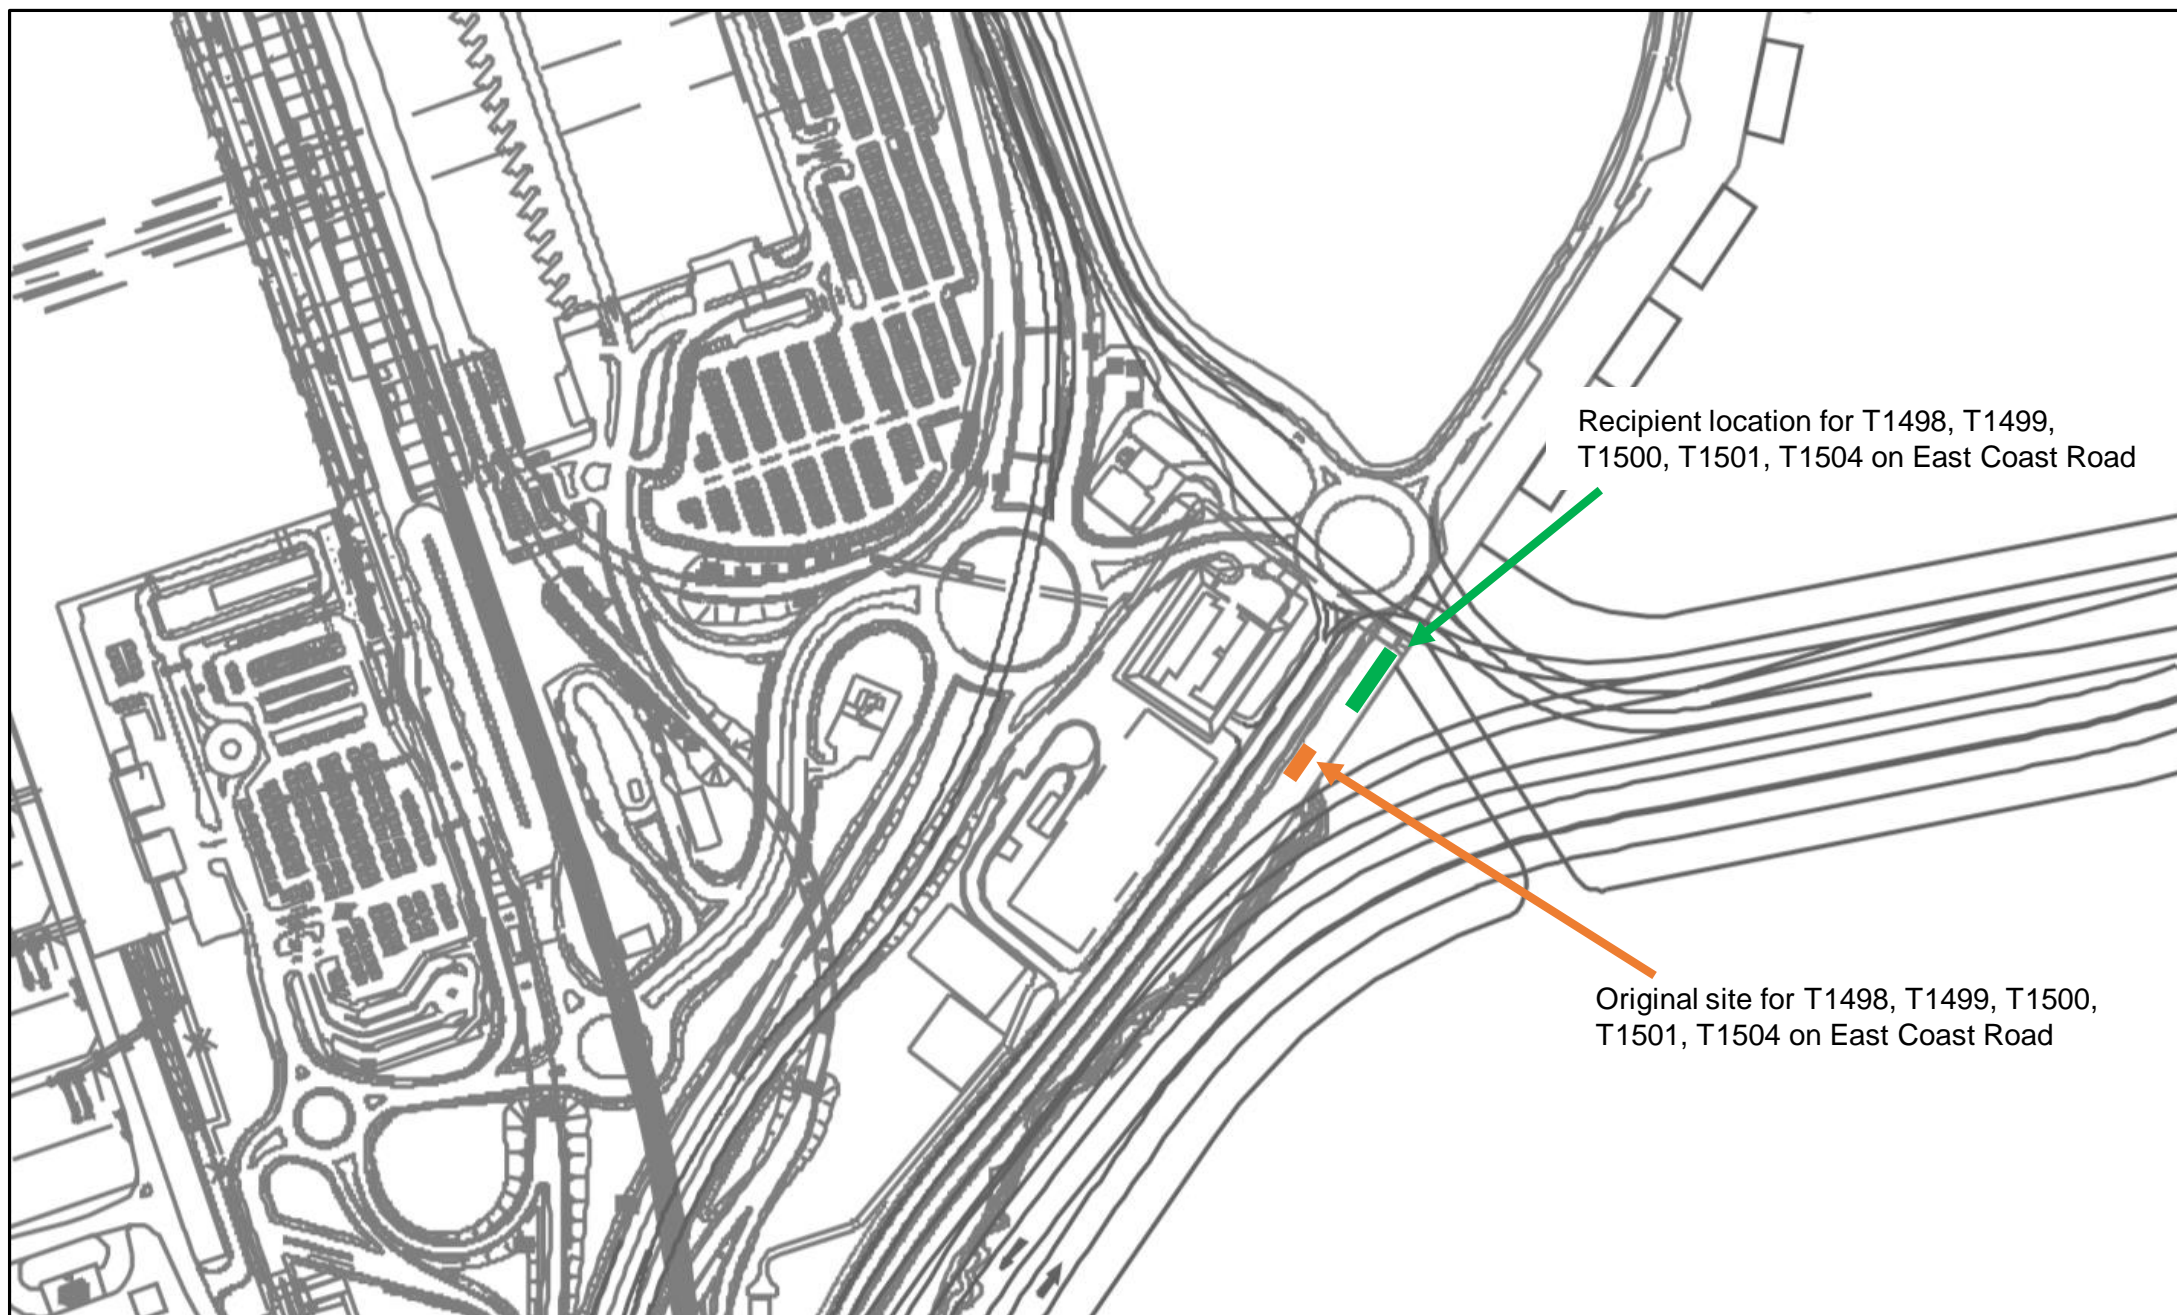 Recipient location for T1498, T1499,
T1500, T1501, T1504 on East Coast Road
Original site for T1498, T1499, T1500,
T1501, T1504 on East Coast Road